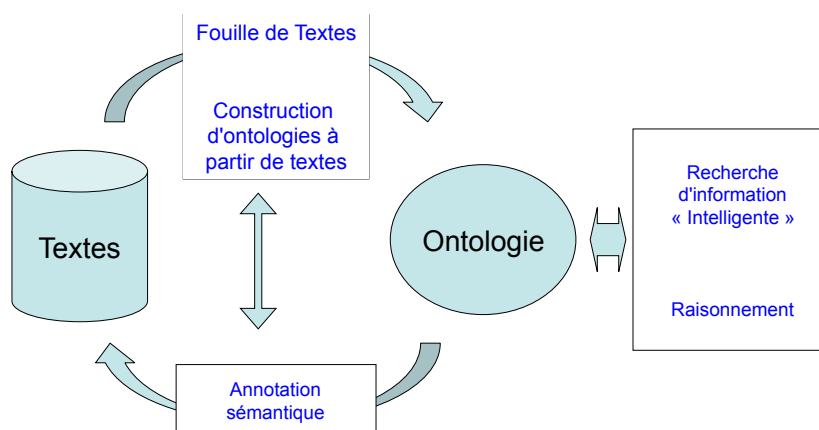 Fouille de Textes
Construction
d'ontologies à
partir de textes
Textes
Ontologie
Recherche
d'information
« Intelligente »
Raisonnement
Annotation
sémantique